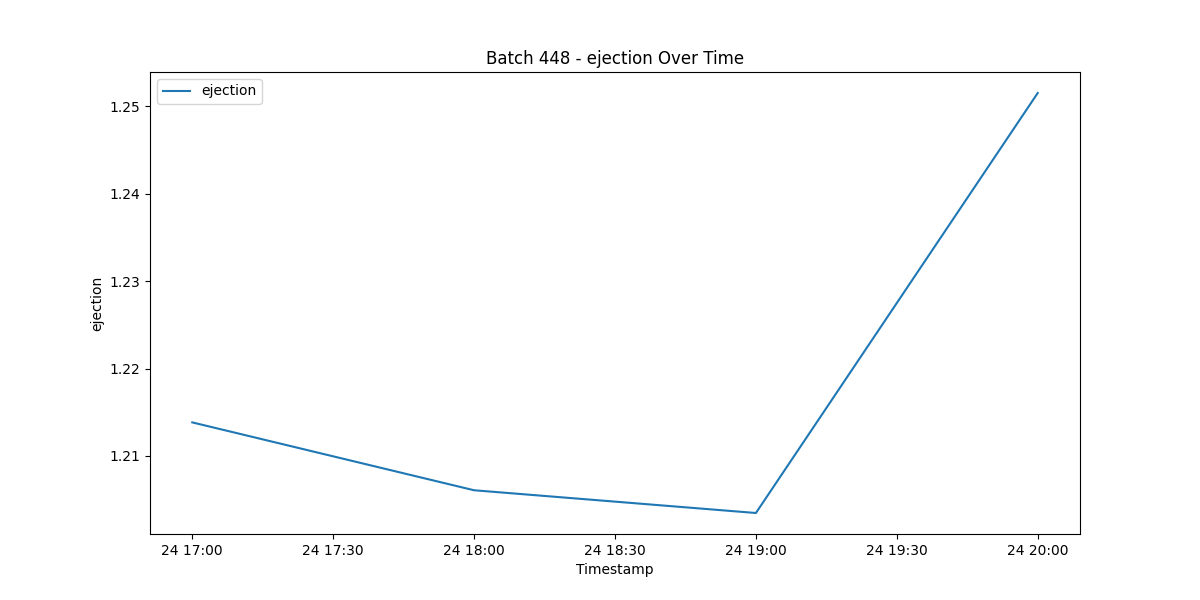 Batch 448 - ejection Over Time
ejection
1.25
1.24
1.23
1.22
1.21
ejection
24 17:00 24 17:30 24 18:00 24 18:30 24 19:00 24 19:30 24 20:00
Timestamp